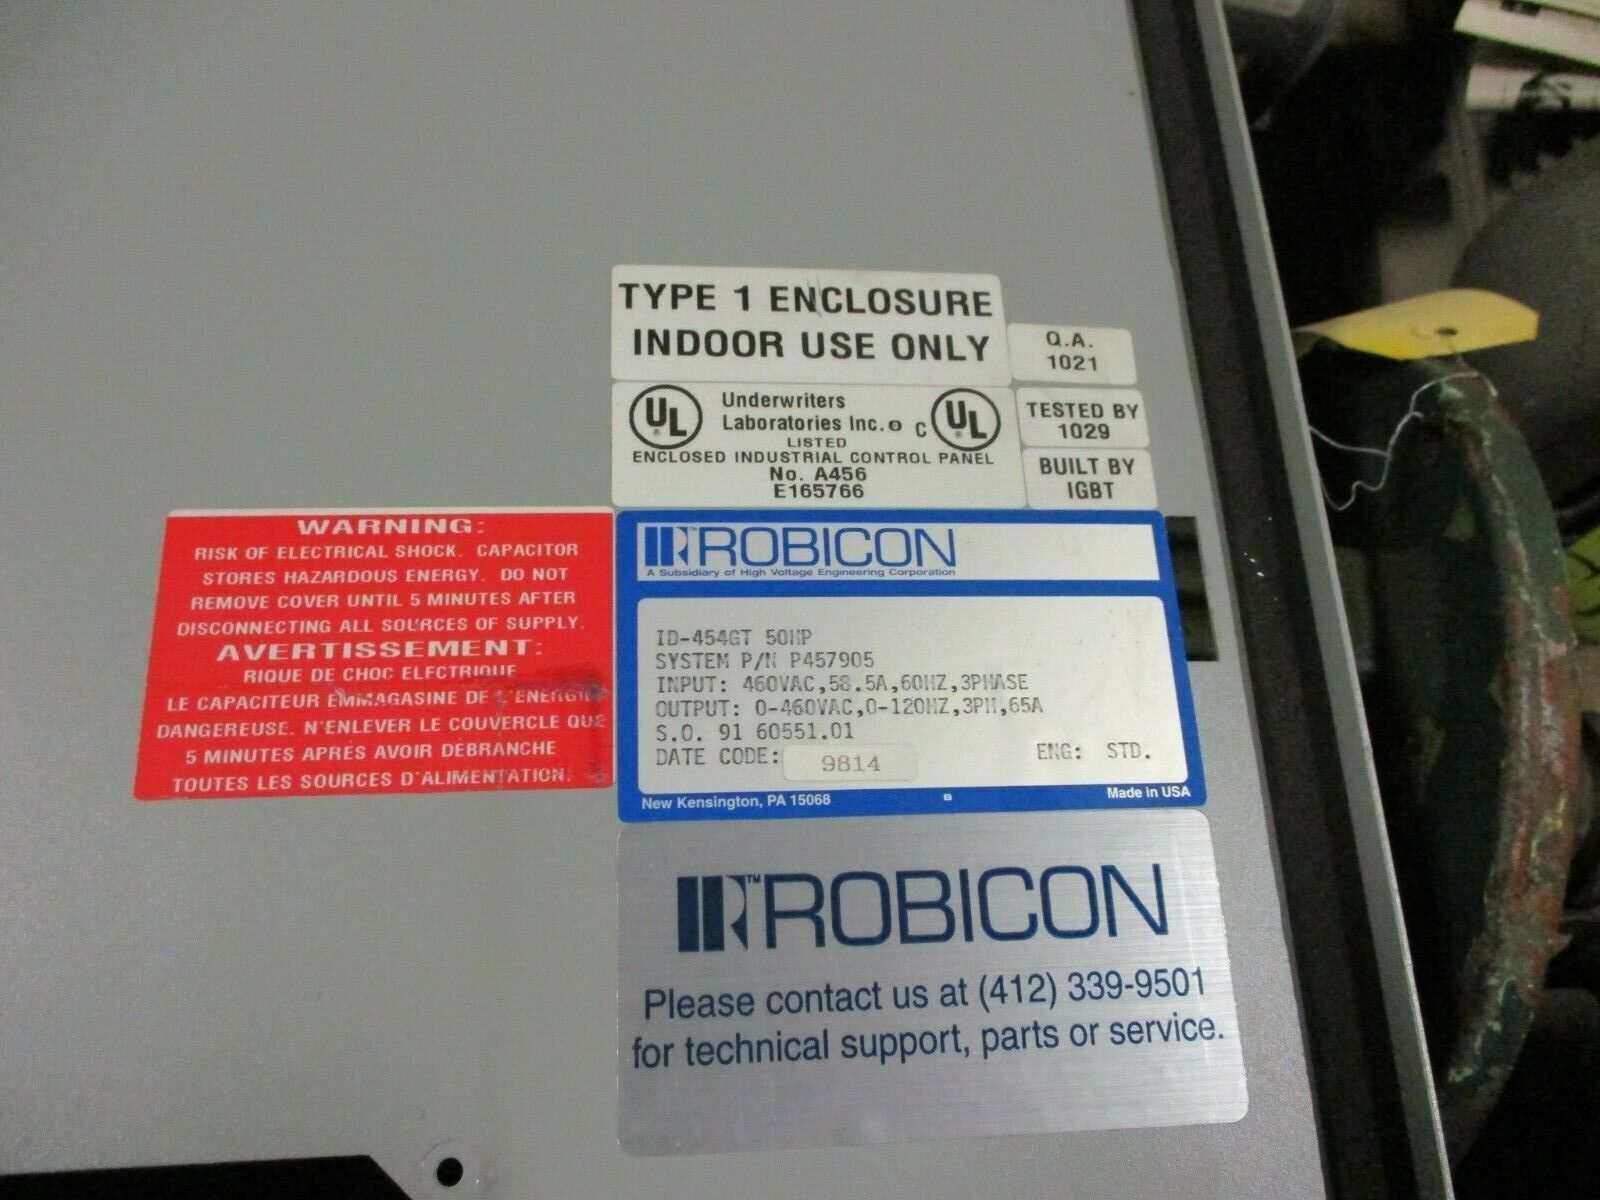 TYPE 1 ENCLOSURE
INDOOR USE ONLY
Q.A.
1021
UL
Underwriters
Laboratories Inc.®
C UL
LISTED
ENCLOSED INDUSTRIAL CONTROL PANEL
No. A456
E165766
TESTED BY
1029
BUILT BY
IGBT
WARNING:
RISK OF ELECTRICAL SHOCK. CAPACITOR
STORES HAZARDOUS ENERGY. DO NOT
REMOVE COVER UNTIL 5 MINUTES AFTER
DISCONNECTING ALL SOURCES OF SUPPLY.
AVERTISSEMENT:
RIQUE DE CHOC ELECTRIQUE
LE CAPACITEUR EMMAGASINE DE L'ENERGIE
DANGEREUSE. N'ENLEVER LE COUVERCLE QUE
5 MINUTES APRÉS AVOIR DEBRANCHE
TOUTES LES SOURCES D'ALIMENTATION.
ROBICON™
A Subsidiary of High Voltage Engineering Corporation
ID-454GT 50HP
SYSTEM P/N P457905
INPUT: 460VAC,58.5A,60HZ,3PHASE
OUTPUT: 0-460VAC,0-120HZ,3PH,65A
S.O. 91 60551.01
DATE CODE: 9814 ENG: STD.
New Kensington, PA 15068 B Made in USA
™ROBICON
Please contact us at (412) 339-9501
for technical support, parts or service.